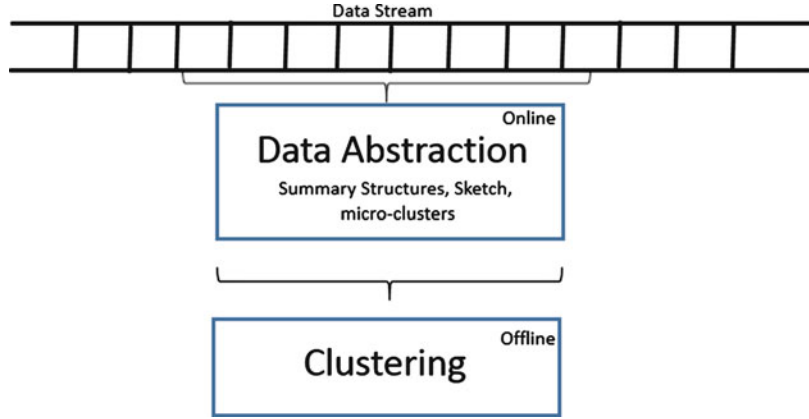 Data Stream
Online
Data Abstraction
Summary Structures, Sketch,
micro-clusters
Offline
Clustering